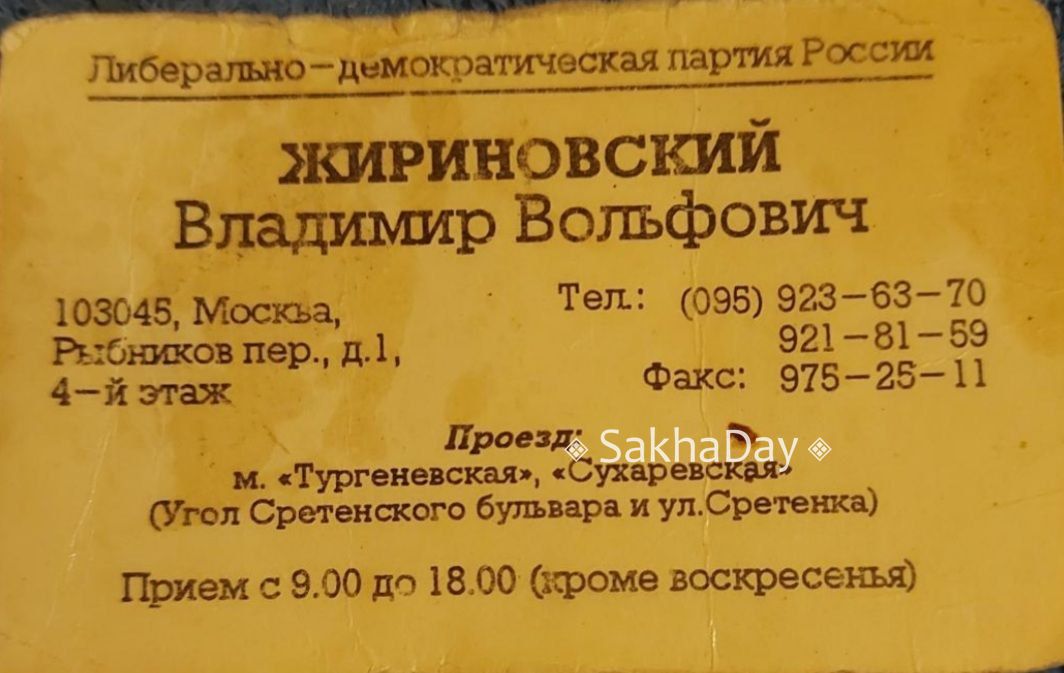 Либерально-демократическая партия России
ЖИРИНОВСКИЙ
Владимир Вольфович
103045, Москва,
Рыбников пер., д.1,
4-й этаж
Тел.: (095) 923-63-70
921-81-59
Факс: 975-25-11
Проезд:
SakhaDay
м. «Тургеневская», «Сухаревская»
(Угол Сретенского бульвара и ул.Сретенка)
Прием с 9.00 до 18.00 (кроме воскресенья)